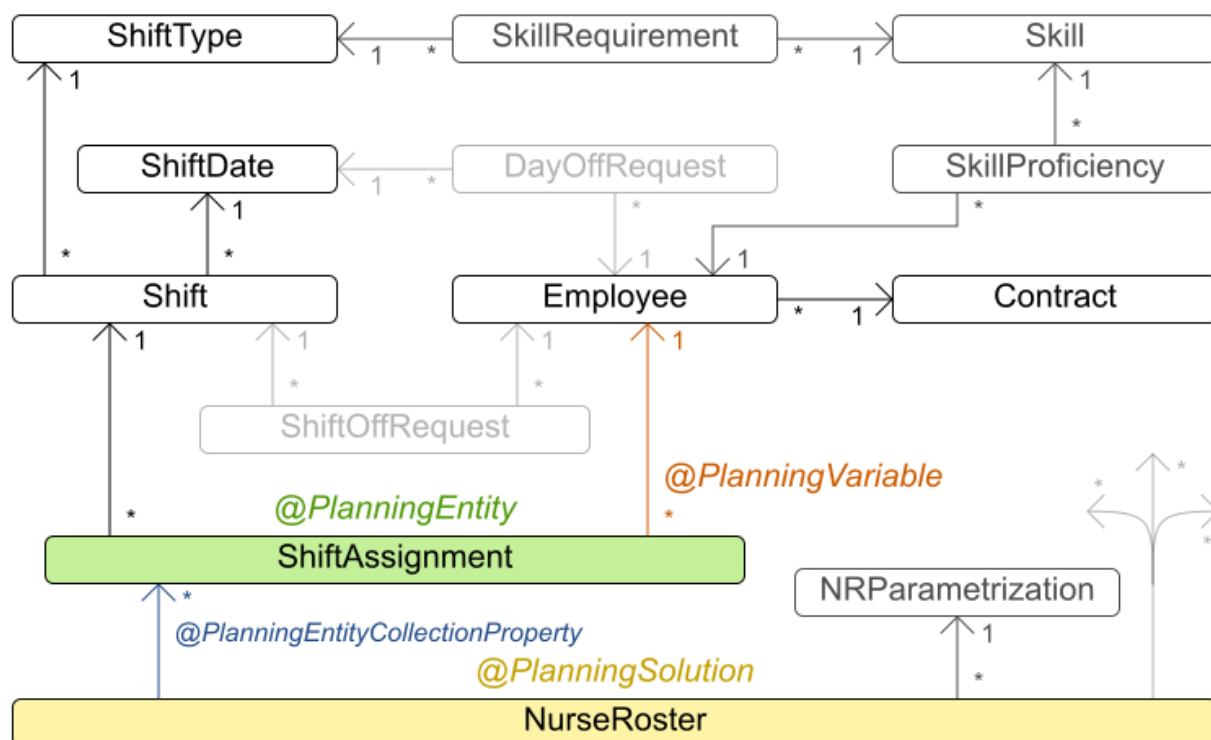 ShiftType
1
*
SkillRequirement
*
1
Skill
1
1
*
ShiftDate
1
*
DayOffRequest
SkillProficiency
1
*
*
*
*
1
1
Shift
Employee
*
1
Contract
1
1
1
1
*
*
ShiftOffRequest
@PlanningVariable
*
*
*
@PlanningEntity
*
*
ShiftAssignment
NRParametrization
*
@PlanningEntityCollectionProperty
1
@PlanningSolution
*
NurseRoster